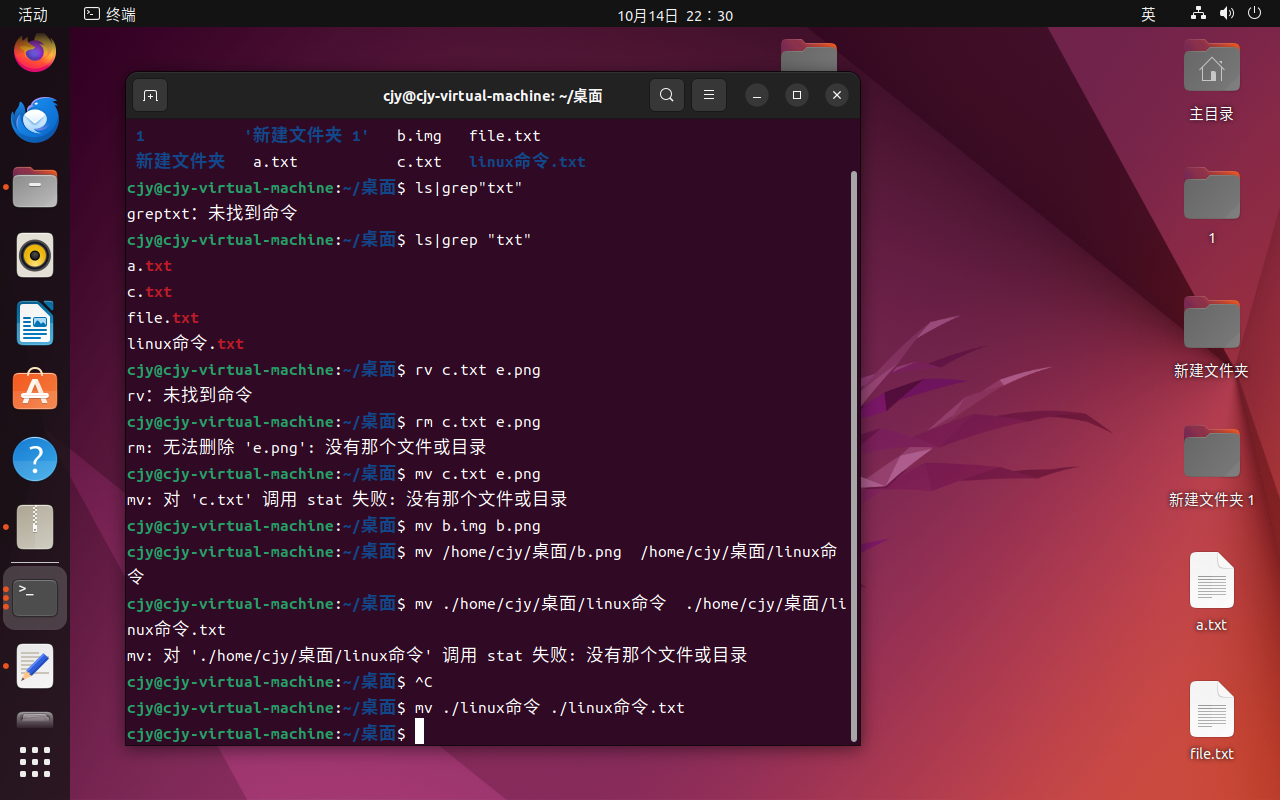 活动 终端 10月14日 22：30 英
cjy@cjy-virtual-machine: ~/桌面
1 '新建文件夹 1' b.img file.txt
新建文件夹 a.txt c.txt linux命令.txt
cjy@cjy-virtual-machine:~/桌面$ ls|grep"txt"
greptxt：未找到命令
cjy@cjy-virtual-machine:~/桌面$ ls|grep "txt"
a.txt
c.txt
file.txt
linux命令.txt
cjy@cjy-virtual-machine:~/桌面$ rv c.txt e.png
rv：未找到命令
cjy@cjy-virtual-machine:~/桌面$ rm c.txt e.png
rm: 无法删除 'e.png': 没有那个文件或目录
cjy@cjy-virtual-machine:~/桌面$ mv c.txt e.png
mv: 对 'c.txt' 调用 stat 失败: 没有那个文件或目录
cjy@cjy-virtual-machine:~/桌面$ mv b.img b.png
cjy@cjy-virtual-machine:~/桌面$ mv /home/cjy/桌面/b.png  /home/cjy/桌面/linux命
令
cjy@cjy-virtual-machine:~/桌面$ mv ./home/cjy/桌面/linux命令  ./home/cjy/桌面/li
nux命令.txt
mv: 对 './home/cjy/桌面/linux命令' 调用 stat 失败: 没有那个文件或目录
cjy@cjy-virtual-machine:~/桌面$ ^C
cjy@cjy-virtual-machine:~/桌面$ mv ./linux命令 ./linux命令.txt
cjy@cjy-virtual-machine:~/桌面$
主目录
1
新建文件夹
新建文件夹 1
a.txt
file.txt